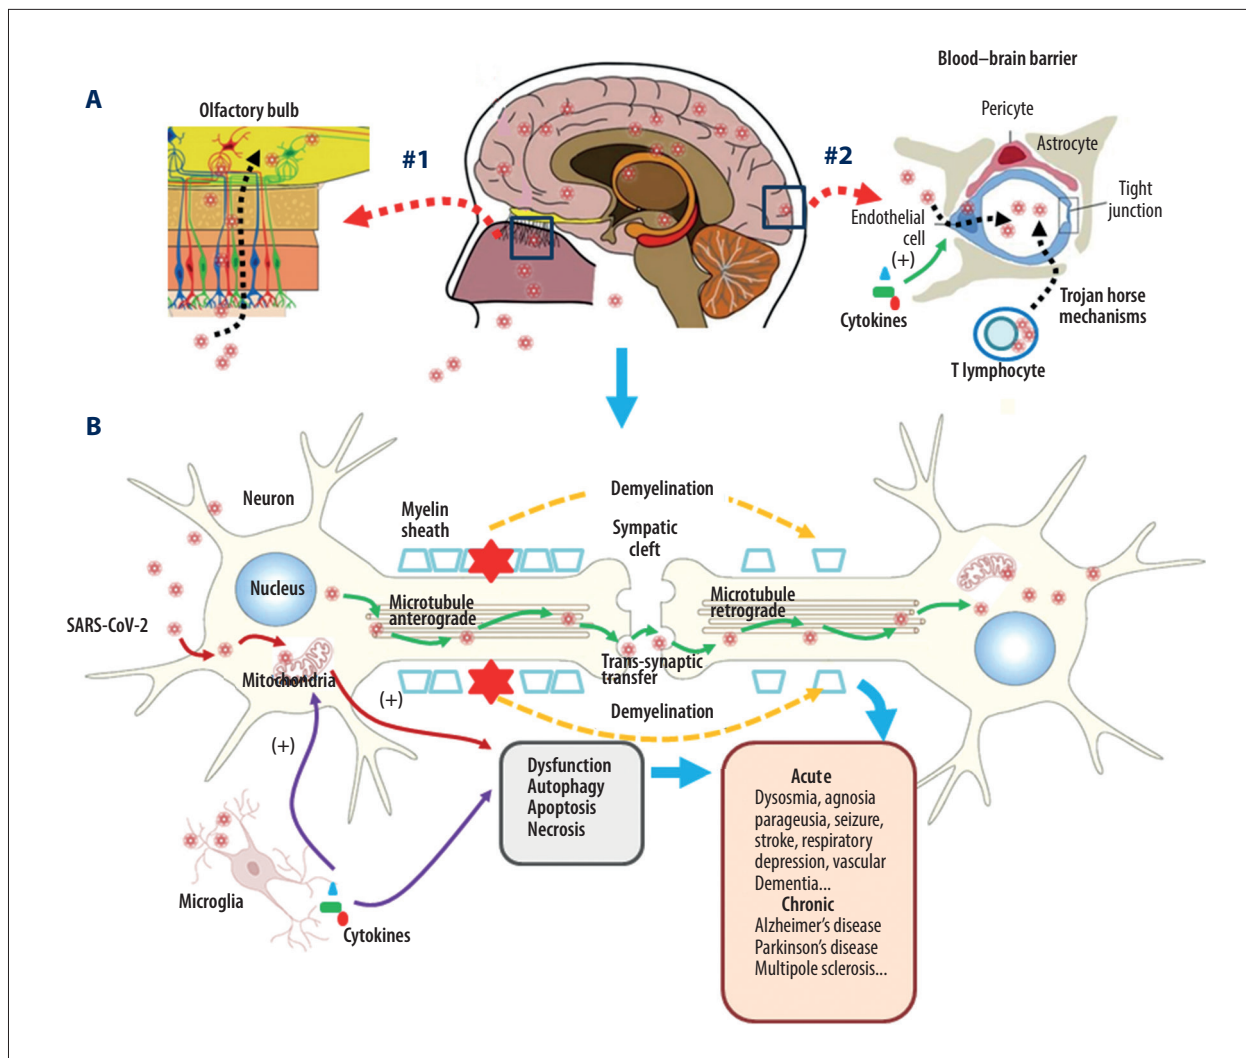 A
Olfactory bulb
#1
#2
Blood–brain barrier
Pericyte
Astrocyte
Tight
junction
Endothelial
cell
(+)
Cytokines
Trojan horse
mechanisms
T lymphocyte
B
Neuron
Nucleus
SARS-CoV-2
Mitochondria
Myelin
sheath
Demyelination
Sympatic
cleft
Microtubule
anterograde
Microtubule
retrograde
Trans-synaptic
transfer
(+)
Demyelination
(+)
Microglia
Cytokines
Dysfunction
Autophagy
Apoptosis
Necrosis
Acute
Dysosmia, agnosia
parageusia, seizure,
stroke, respiratory
depression, vascular
Dementia...
Chronic
Alzheimer's disease
Parkinson's disease
Multipole sclerosis...